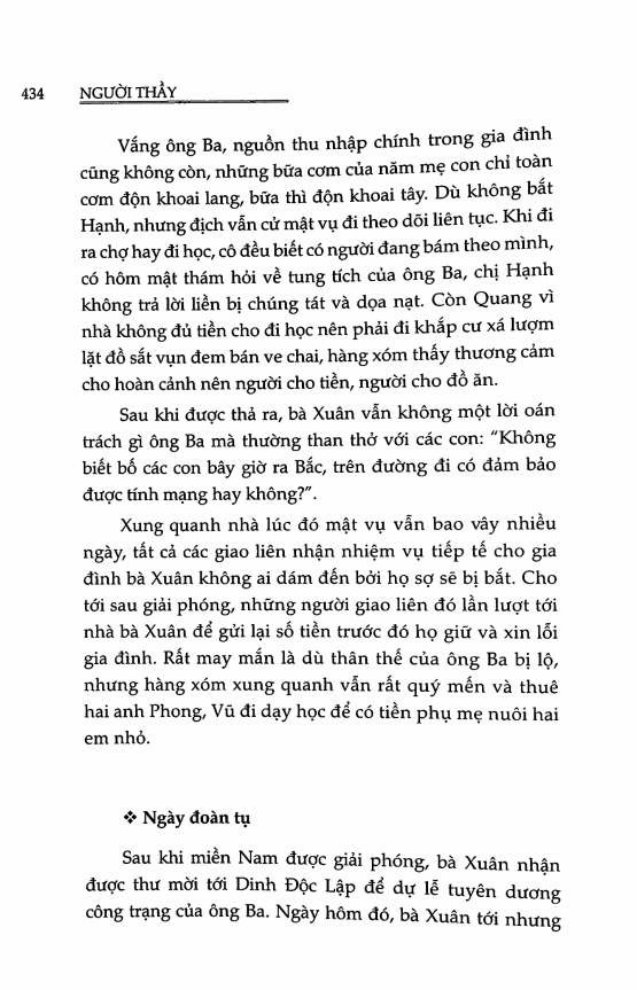 434 NGƯỜI THẦY
Vắng ông Ba, nguồn thu nhập chính trong gia đình
cũng không còn, những bữa cơm của năm mẹ con chỉ toàn
cơm độn khoai lang, bữa thì độn khoai tây. Dù không bắt
Hạnh, nhưng địch vẫn cử mật vụ đi theo dõi liên tục. Khi đi
ra chợ hay đi học, cô đều biết có người đang bám theo mình,
có hôm mật thám hỏi về tung tích của ông Ba, chị Hạnh
không trả lời liền bị chúng tát và dọa nạt. Còn Quang vì
nhà không đủ tiền cho đi học nên phải đi khắp cư xá lượm
lặt đồ sắt vụn đem bán ve chai, hàng xóm thấy thương cảm
cho hoàn cảnh nên người cho tiền, người cho đồ ăn.
Sau khi được thả ra, bà Xuân vẫn không một lời oán
trách gì ông Ba mà thường than thở với các con: "Không
biết bố các con bây giờ ra Bắc, trên đường đi có đảm bảo
được tính mạng hay không?".
Xung quanh nhà lúc đó mật vụ vẫn bao vây nhiều
ngày, tất cả các giao liên nhận nhiệm vụ tiếp tế cho gia
đình bà Xuân không ai dám đến bởi họ sợ sẽ bị bắt. Cho
tới sau giải phóng, những người giao liên đó lần lượt tới
nhà bà Xuân để gửi lại số tiền trước đó họ giữ và xin lỗi
gia đình. Rất may mắn là dù thân thế của ông Ba bị lộ,
nhưng hàng xóm xung quanh vẫn rất quý mến và thuê
hai anh Phong, Vũ đi dạy học để có tiền phụ mẹ nuôi hai
em nhỏ.
❖ Ngày đoàn tụ
Sau khi miền Nam được giải phóng, bà Xuân nhận
được thư mời tới Dinh Độc Lập để dự lễ tuyên dương
công trạng của ông Ba. Ngày hôm đó, bà Xuân tới nhưng